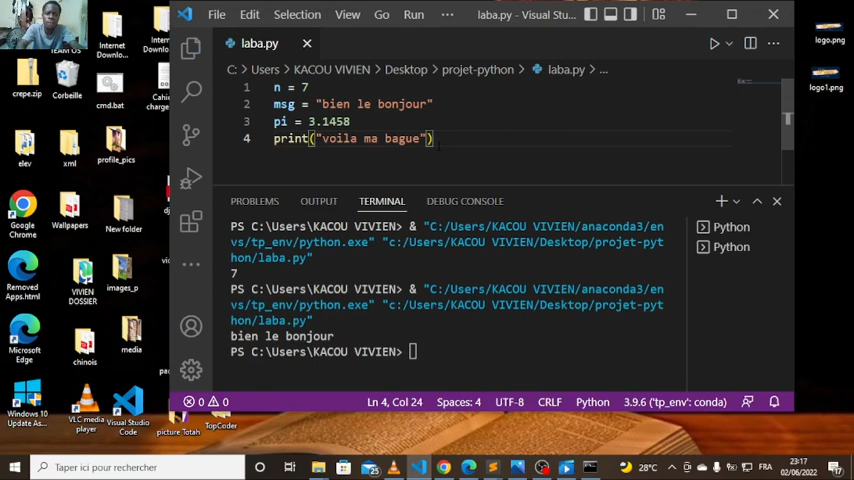 File Edit Selection View Go Run ··· laba.py - Visual Stu...
laba.py
C: > Users > KACOU VIVIEN > Desktop > projet-python > laba.py > ...
1 n = 7
2 msg = "bien le bonjour"
3 pi = 3.1458
4 print("voila ma bague")
PROBLEMS OUTPUT TERMINAL DEBUG CONSOLE
PS C:\Users\KACOU VIVIEN> & "C:/Users/KACOU VIVIEN/anaconda3/en
vs/tp_env/python.exe" "c:/Users/KACOU VIVIEN/Desktop/projet-pyt
hon/laba.py"
7
PS C:\Users\KACOU VIVIEN> & "C:/Users/KACOU VIVIEN/anaconda3/en
vs/tp_env/python.exe" "c:/Users/KACOU VIVIEN/Desktop/projet-pyt
hon/laba.py"
bien le bonjour
PS C:\Users\KACOU VIVIEN>
Python
Python
0 0 Ln 4, Col 24 Spaces: 4 UTF-8 CRLF Python 3.9.6 ('tp_env': conda)
Internet
Downlo...
crepe.zip
Corbeille
cmd.bat
elev
xml
profile_pics
Google
Chrome
Wallpapers
New folder
Removed
Apps.html
VIVIEN
DOSSIER
images_p
Microsoft
Edge
chinois
media
Windows 10
Update As...
VLC media
player
Visual Studio
Code
picture Totah
TopCoder
logo.png
logo1.png
Taper ici pour rechercher
25
28°C
FRA
23:17
02/06/2022
17